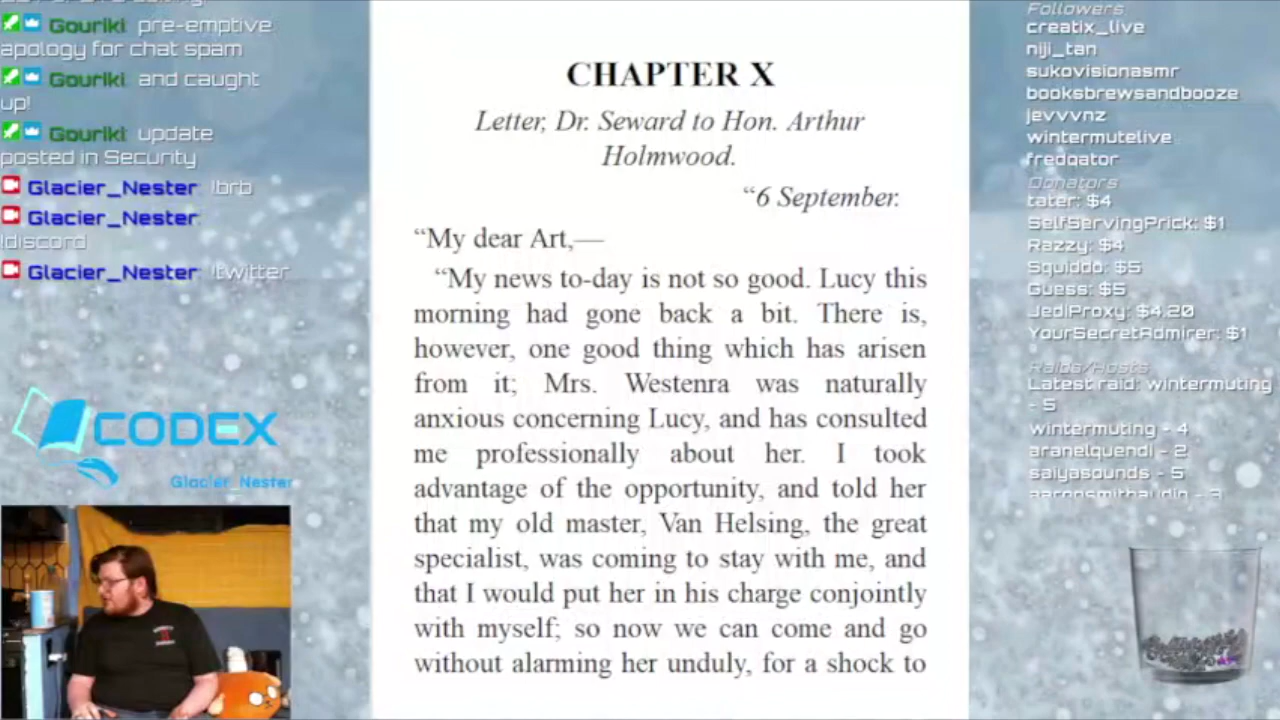 Gouriki: pre-emptive
apology for chat spam
Gouriki: and caught
up!
Gouriki: update
posted in Security
Glacier_Nester: !brb
Glacier_Nester:
!discord
Glacier_Nester: !twitter
CODEX
Glacier_Nester
CHAPTER X
Letter, Dr. Seward to Hon. Arthur
Holmwood.
“6 September.
“My dear Art,—
“My news to-day is not so good. Lucy this
morning had gone back a bit. There is,
however, one good thing which has arisen
from it; Mrs. Westenra was naturally
anxious concerning Lucy, and has consulted
me professionally about her. I took
advantage of the opportunity, and told her
that my old master, Van Helsing, the great
specialist, was coming to stay with me, and
that I would put her in his charge conjointly
with myself; so now we can come and go
without alarming her unduly, for a shock to
Followers
creatix_live
niji_tan
sukovisionasmr
booksbrewsandbooze
jevvvnz
wintermutelive
fredgator
Donators
tater: $4
SelfServingPrick: $1
Razzy: $4
Squiddo: $5
Guess: $5
JediProxy: $4.20
YourSecretAdmirer: $1
Raids/Hosts
Latest raid: wintermuting
- 5
wintermuting - 4
aranelquendi - 2
saiyasounds - 5